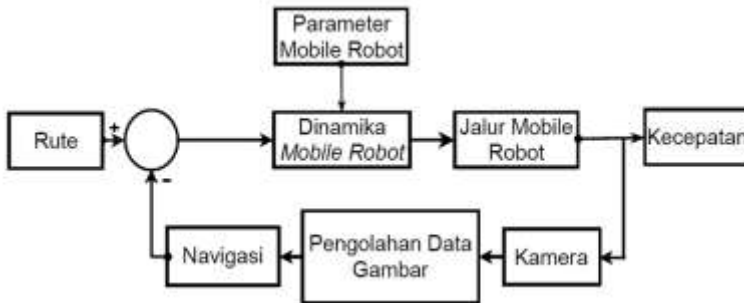 Parameter
Mobile Robot
Rute
+
-
Dinamika
Mobile Robot
Jalur Mobile
Robot
Kecepatan
Navigasi
Pengolahan Data
Gambar
Kamera